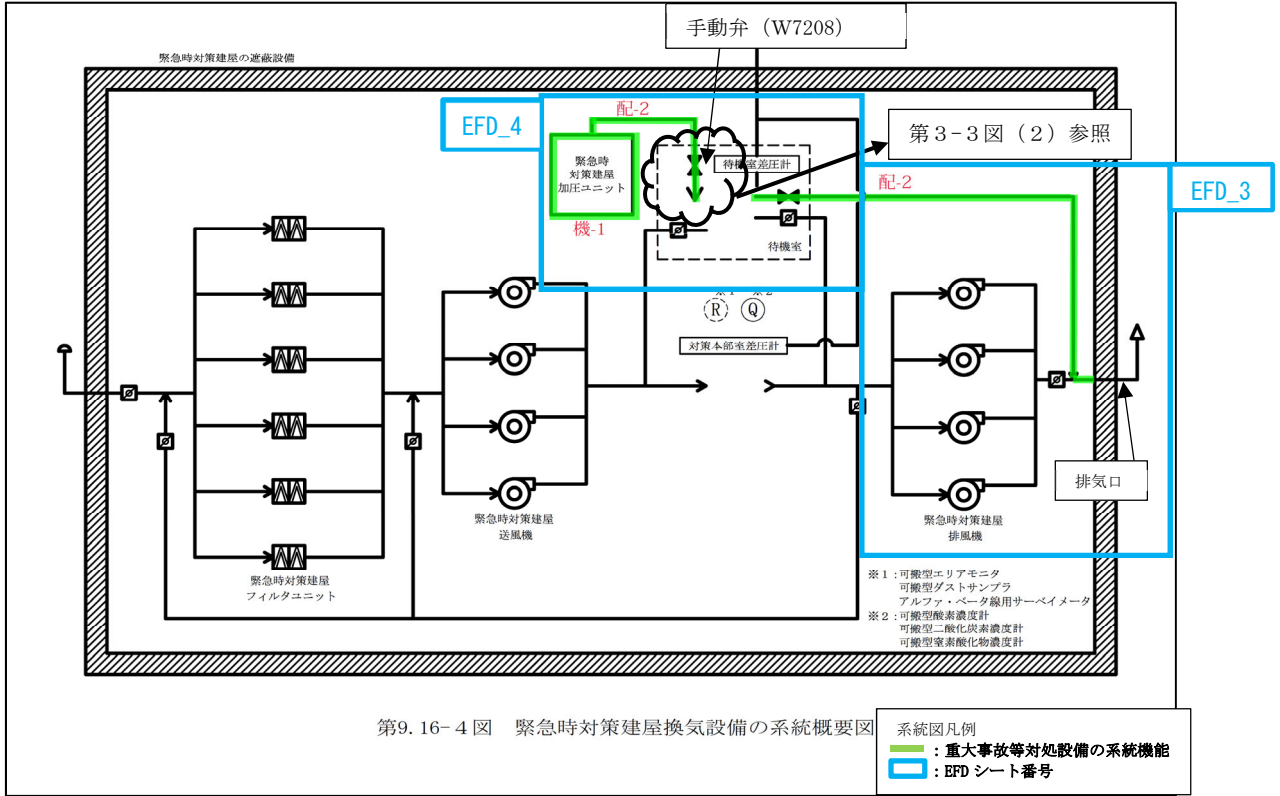 手動弁（W7208）
緊急時対策建屋の遮蔽設備
EFD_4
配-2
緊急時
対策建屋
加圧ユニット
機-1
待機室差圧計
待機室
第３-３図（２）参照
配-2
EFD_3
※1 ※2
R Q
対策本部室差圧計
緊急時対策建屋
送風機
緊急時対策建屋
排風機
排気口
緊急時対策建屋
フィルタユニット
※１：可搬型エリアモニタ
可搬型ダストサンプラ
アルファ・ベータ線用サーベイメータ
※２：可搬型酸素濃度計
可搬型二酸化炭素濃度計
可搬型窒素酸化物濃度計
第9.16-４図　緊急時対策建屋換気設備の系統概要図
系統図凡例
：重大事故等対処設備の系統機能
：EFDシート番号